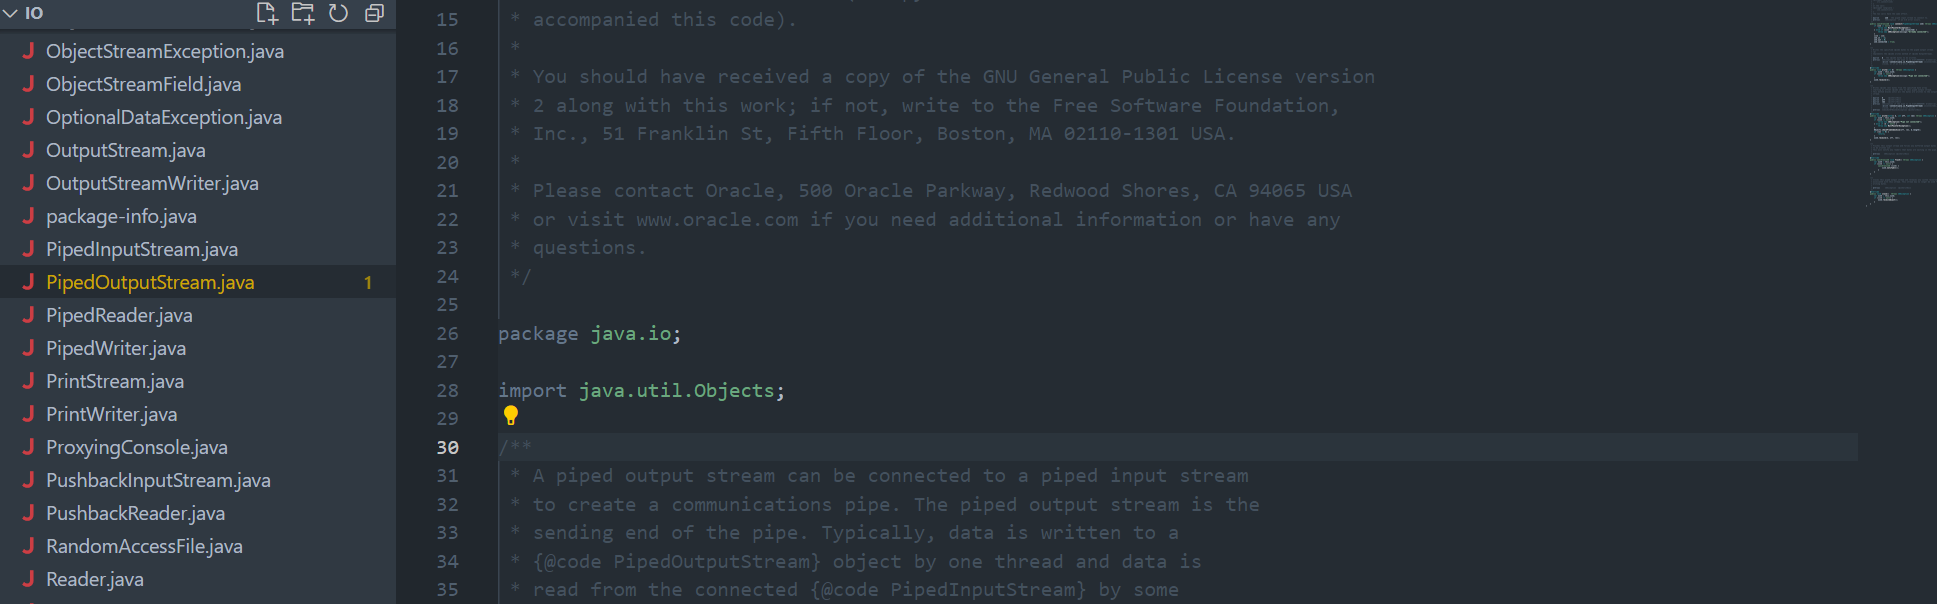 IO
ObjectStreamException.java
ObjectStreamField.java
OptionalDataException.java
OutputStream.java
OutputStreamWriter.java
package-info.java
PipedInputStream.java
PipedOutputStream.java 1
PipedReader.java
PipedWriter.java
PrintStream.java
PrintWriter.java
ProxyingConsole.java
PushbackInputStream.java
PushbackReader.java
RandomAccessFile.java
Reader.java
15 * accompanied this code).
16 *
17 * You should have received a copy of the GNU General Public License version
18 * 2 along with this work; if not, write to the Free Software Foundation,
19 * Inc., 51 Franklin St, Fifth Floor, Boston, MA 02110-1301 USA.
20 *
21 * Please contact Oracle, 500 Oracle Parkway, Redwood Shores, CA 94065 USA
22 * or visit www.oracle.com if you need additional information or have any
23 * questions.
24 */
25
26 package java.io;
27
28 import java.util.Objects;
29
30 /**
31 * A piped output stream can be connected to a piped input stream
32 * to create a communications pipe. The piped output stream is the
33 * sending end of the pipe. Typically, data is written to a
34 * {@code PipedOutputStream} object by one thread and data is
35 * read from the connected {@code PipedInputStream} by some